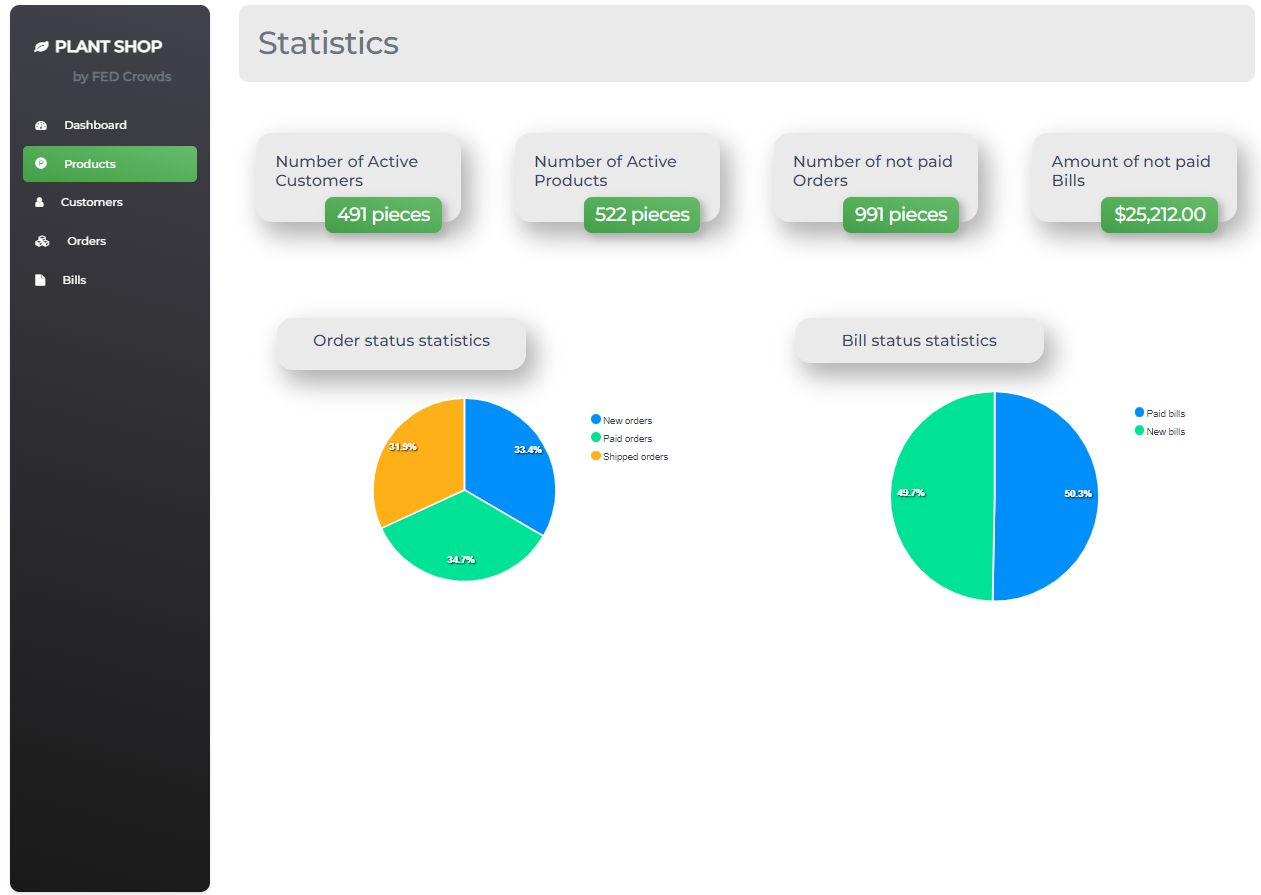 PLANT SHOP
by FED Crowds
Dashboard
Products
Customers
Orders
Bills
Statistics
Number of Active
Customers
491 pieces
Number of Active
Products
522 pieces
Number of not paid
Orders
991 pieces
Amount of not paid
Bills
$25,212.00
Order status statistics
31.9%
33.4%
34.7%
New orders
Paid orders
Shipped orders
Bill status statistics
49.7%
50.3%
Paid bills
New bills